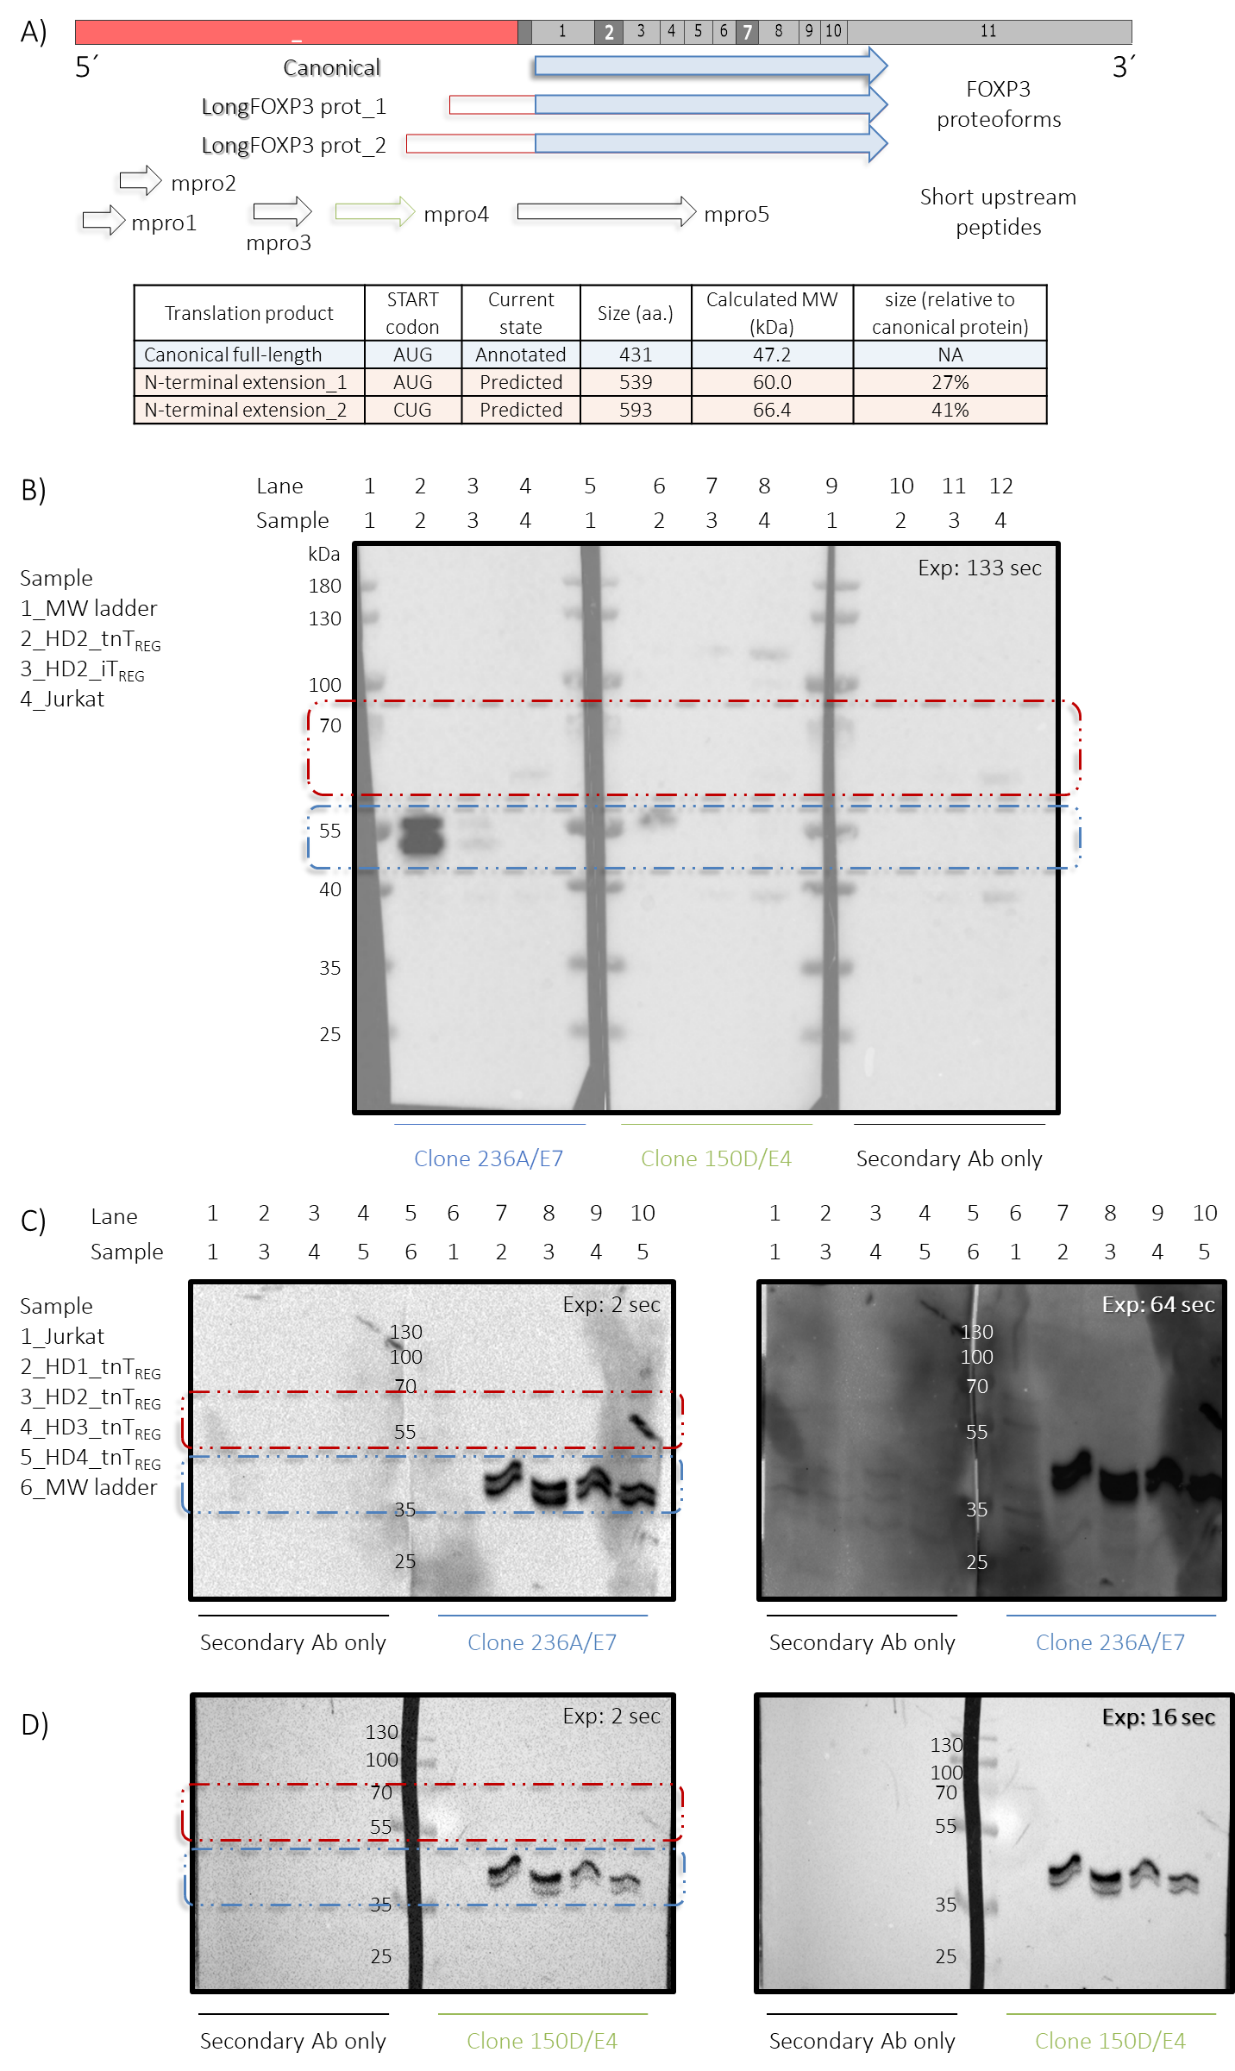 A)
1 2 3 4 5 6 7 8 9 10 11
5´ 3´
Canonical
LongFOXP3 prot_1
LongFOXP3 prot_2
FOXP3
proteoforms
mpro2
mpro1
mpro3
mpro4
mpro5
Short upstream
peptides
Translation product START codon Current state Size (aa.) Calculated MW (kDa) size (relative to canonical protein)
Canonical full-length AUG Annotated 431 47.2 NA
N-terminal extension_1 AUG Predicted 539 60.0 27%
N-terminal extension_2 CUG Predicted 593 66.4 41%
B)
Lane 1 2 3 4 5 6 7 8 9 10 11 12
Sample 1 2 3 4 1 2 3 4 1 2 3 4
kDa
Exp: 133 sec
180
130
100
70
55
40
35
25
Sample
1_MW ladder
2_HD2_tnTREG
3_HD2_iTREG
4_Jurkat
Clone 236A/E7 Clone 150D/E4 Secondary Ab only
C)
Lane 1 2 3 4 5 6 7 8 9 10 1 2 3 4 5 6 7 8 9 10
Sample 1 3 4 5 6 1 2 3 4 5 1 3 4 5 6 1 2 3 4 5
Sample
1_Jurkat
2_HD1_tnTREG
3_HD2_tnTREG
4_HD3_tnTREG
5_HD4_tnTREG
6_MW ladder
Exp: 2 sec
130
100
70
55
35
25
Exp: 64 sec
130
100
70
55
35
25
Secondary Ab only Clone 236A/E7 Secondary Ab only Clone 236A/E7
D)
Exp: 2 sec
130
100
70
55
35
25
Exp: 16 sec
130
100
70
55
35
25
Secondary Ab only Clone 150D/E4 Secondary Ab only Clone 150D/E4